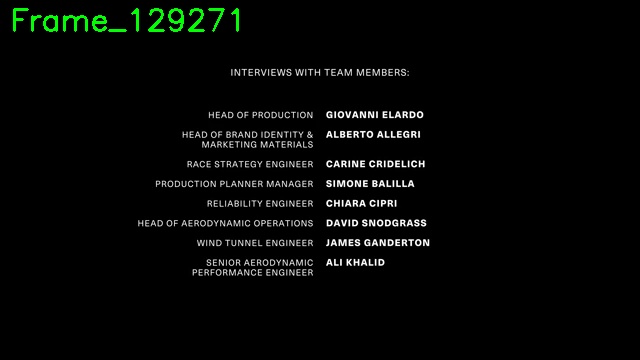 Frame_129271
INTERVIEWS WITH TEAM MEMBERS:
HEAD OF PRODUCTION GIOVANNI ELARDO
HEAD OF BRAND IDENTITY & ALBERTO ALLEGRI
MARKETING MATERIALS
RACE STRATEGY ENGINEER CARINE CRIDELICH
PRODUCTION PLANNER MANAGER SIMONE BALILLA
RELIABILITY ENGINEER CHIARA CIPRI
HEAD OF AERODYNAMIC OPERATIONS DAVID SNODGRASS
WIND TUNNEL ENGINEER JAMES GANDERTON
SENIOR AERODYNAMIC ALI KHALID
PERFORMANCE ENGINEER